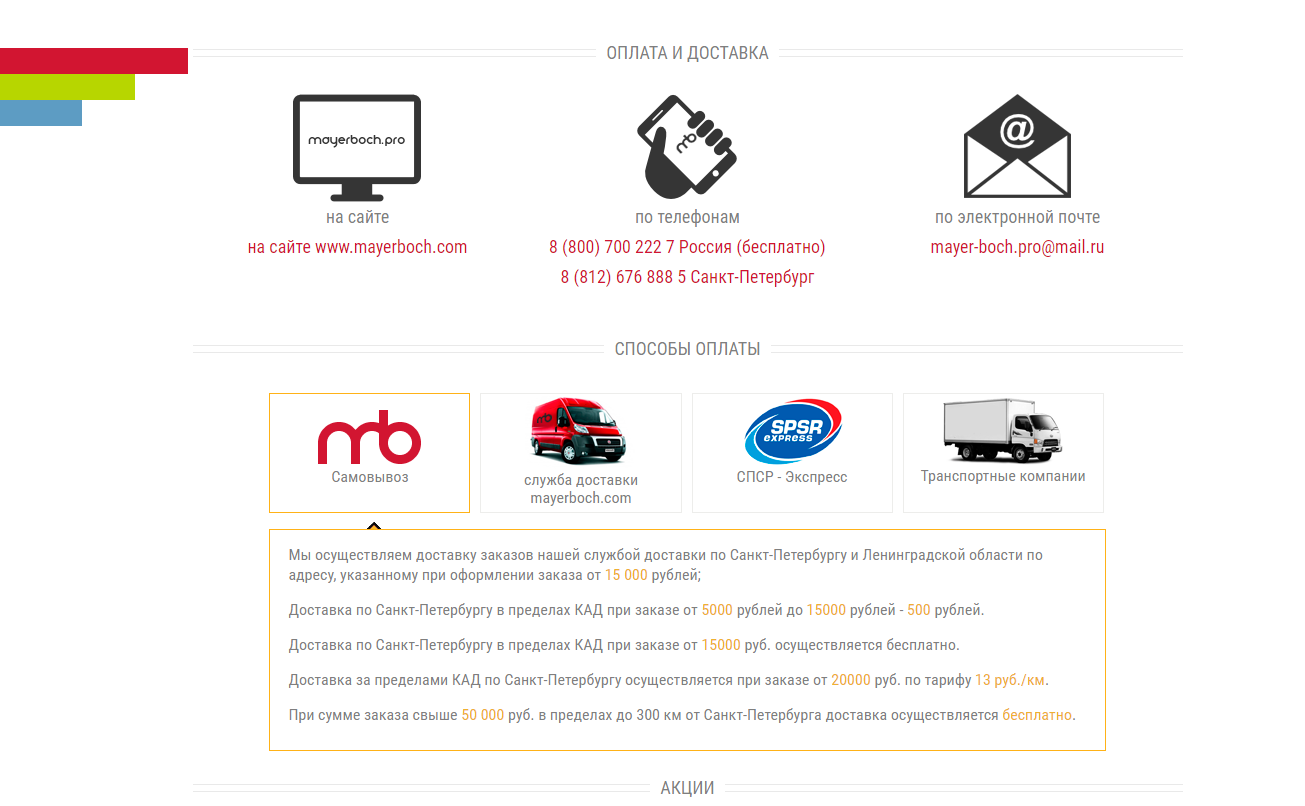 ОПЛАТА И ДОСТАВКА
mayerboch.pro
mb
@
на сайте
по телефонам
по электронной почте
на сайте www.mayerboch.com
8 (800) 700 222 7 Россия (бесплатно)
mayer-boch.pro@mail.ru
8 (812) 676 888 5 Санкт-Петербург
СПОСОБЫ ОПЛАТЫ
mb
Самовывоз
mb
служба доставки
mayerboch.com
SPSR
express
СПСР - Экспресс
Транспортные компании
Мы осуществляем доставку заказов нашей службой доставки по Санкт-Петербургу и Ленинградской области по
адресу, указанному при оформлении заказа от 15 000 рублей;
Доставка по Санкт-Петербургу в пределах КАД при заказе от 5000 рублей до 15000 рублей - 500 рублей.
Доставка по Санкт-Петербургу в пределах КАД при заказе от 15000 руб. осуществляется бесплатно.
Доставка за пределами КАД по Санкт-Петербургу осуществляется при заказе от 20000 руб. по тарифу 13 руб./км.
При сумме заказа свыше 50 000 руб. в пределах до 300 км от Санкт-Петербурга доставка осуществляется бесплатно.
АКЦИИ